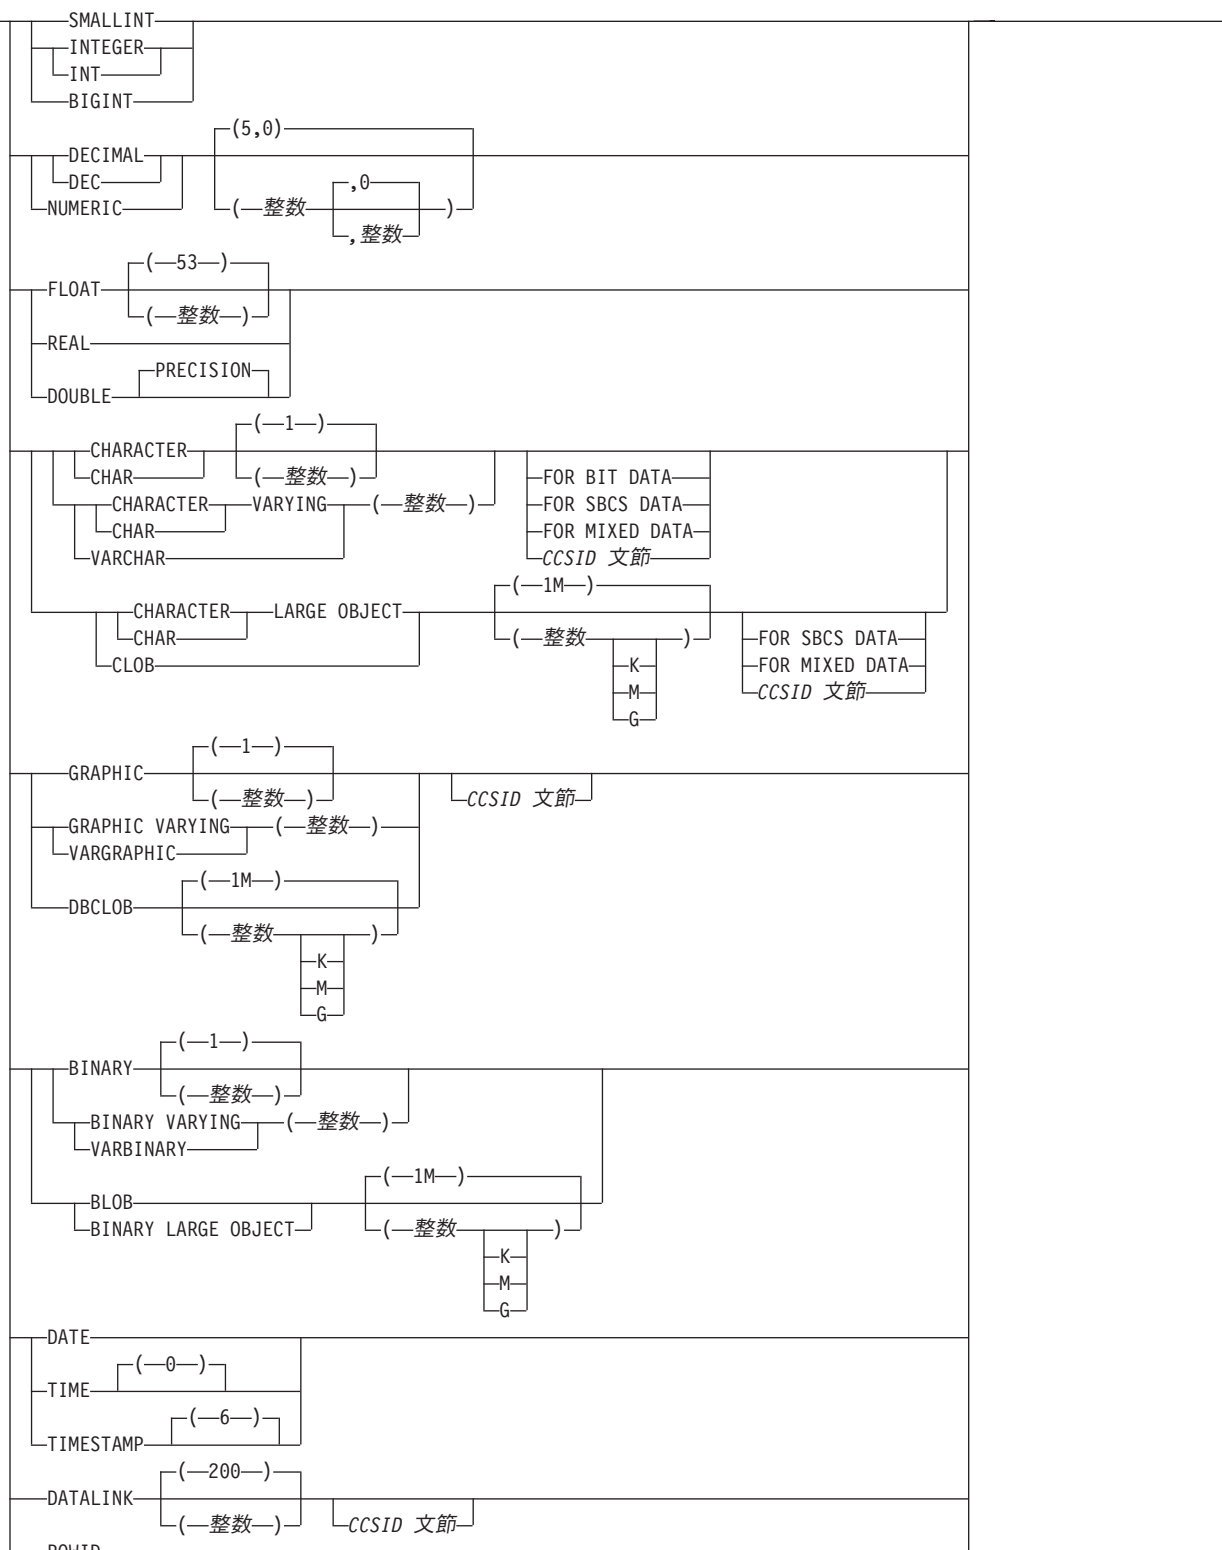 SMALLINT
INTEGER
INT
BIGINT
(5,0)
DECIMAL
DEC
NUMERIC
,0
( 整数 )
, 整数
( 53 )
FLOAT
( 整数 )
REAL
PRECISION
DOUBLE
( 1 )
CHARACTER
CHAR ( 整数 ) FOR BIT DATA
CHARACTER VARYING ( 整数 ) FOR SBCS DATA
CHAR FOR MIXED DATA
VARCHAR CCSID 文節
( 1M )
CHARACTER LARGE OBJECT
CHAR ( 整数 ) FOR SBCS DATA
CLOB K FOR MIXED DATA
M CCSID 文節
G
( 1 )
GRAPHIC
( 整数 ) CCSID 文節
GRAPHIC VARYING ( 整数 )
VARGRAPHIC
( 1M )
DBCLOB
( 整数 )
K
M
G
( 1 )
BINARY
( 整数 )
BINARY VARYING ( 整数 )
VARBINARY
( 1M )
BLOB
BINARY LARGE OBJECT ( 整数 )
K
M
G
DATE
( 0 )
TIME
( 6 )
TIMESTAMP
( 200 )
DATALINK
( 整数 ) CCSID 文節